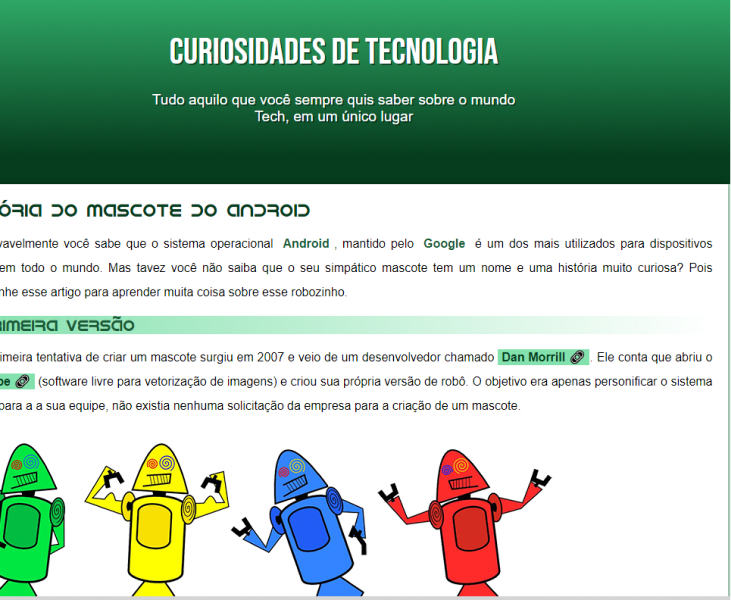 CURIOSIDADES DE TECNOLOGIA
Tudo aquilo que você sempre quis saber sobre o mundo
Tech, em um único lugar
ÓRIA DO MASCOTE DO ANDROID
vavelmente você sabe que o sistema operacional Android , mantido pelo Google é um dos mais utilizados para dispositivos
em todo o mundo. Mas tavez você não saiba que o seu simpático mascote tem um nome e uma história muito curiosa? Pois
nhe esse artigo para aprender muita coisa sobre esse robozinho.
RIMEIRA VERSÃO
imeira tentativa de criar um mascote surgiu em 2007 e veio de um desenvolvedor chamado Dan Morrill . Ele conta que abriu o
pe (software livre para vetorização de imagens) e criou sua própria versão de robô. O objetivo era apenas personificar o sistema
para a a sua equipe, não existia nenhuma solicitação da empresa para a criação de um mascote.